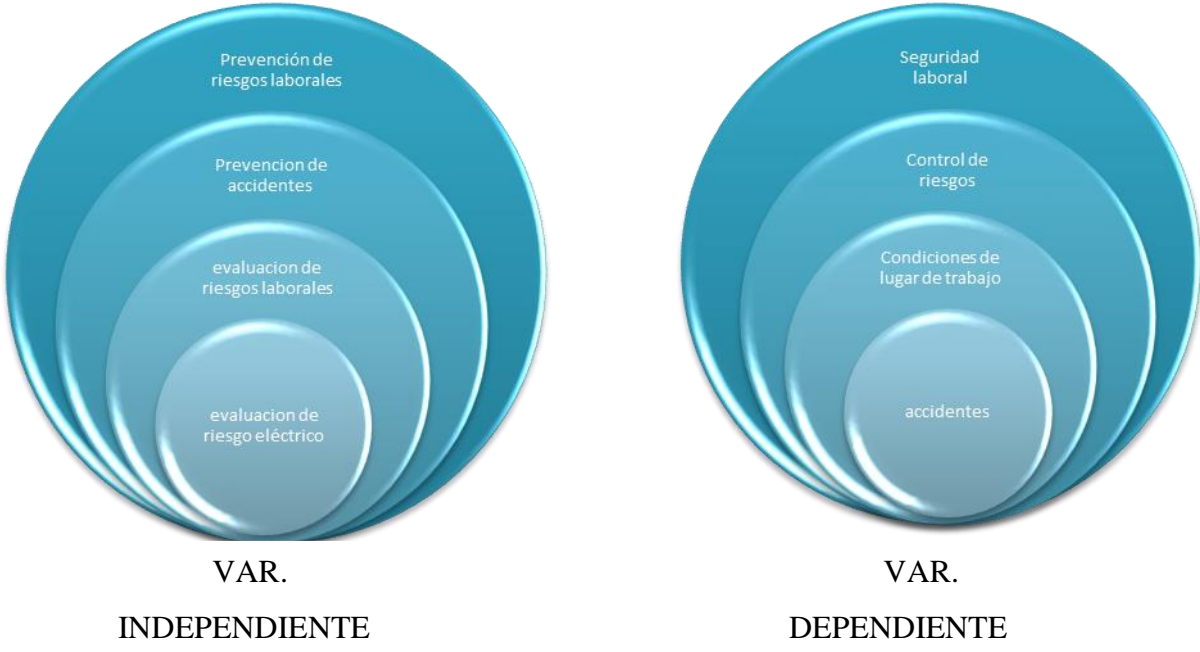 Prevención de
riesgos laborales
Prevencion de
accidentes
evaluacion de
riesgos laborales
evaluacion de
riesgo eléctrico
VAR.
INDEPENDIENTE
Seguridad
laboral
Control de
riesgos
Condiciones de
lugar de trabajo
accidentes
VAR.
DEPENDIENTE